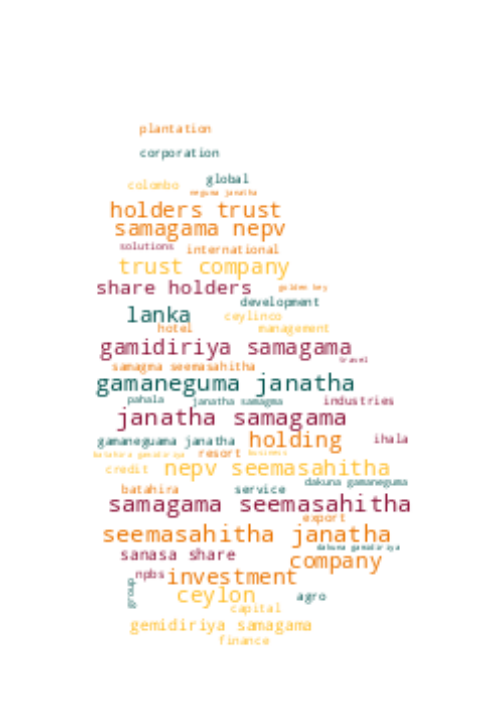 plantation
corporation
global
colombo
neguma janatha
holders trust
samagama nepv
solutions international
trust company
share holders golden key
development
lanka ceylinco
hotel management
gamidiriya samagama
travel
samagma seemasahitha
gamaneguma janatha
pahala janatha samagma industries
janatha samagama
gamaneguama janatha holding ihala
batahira gamidiriya resort business
credit nepv seemasahitha
dakuna gamaneguma
batahira service
samagama seemasahitha
export
seemasahitha janatha
dakuna gamidiriya
sanasa share company
npbs investment
group ceylon agro
capital
gemidiriya samagama
finance